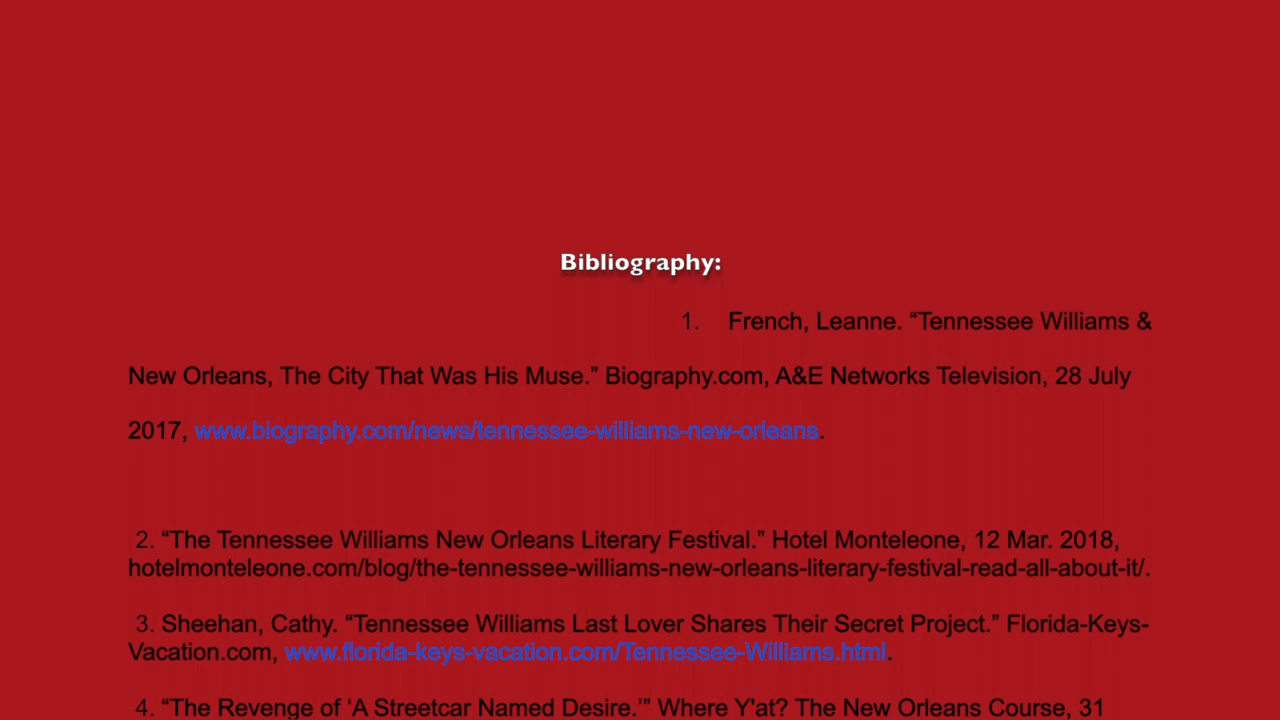 Bibliography:
1. French, Leanne. “Tennessee Williams &
New Orleans, The City That Was His Muse.” Biography.com, A&E Networks Television, 28 July
2017, www.biography.com/news/tennessee-williams-new-orleans.
2. “The Tennessee Williams New Orleans Literary Festival.” Hotel Monteleone, 12 Mar. 2018,
hotelmonteleone.com/blog/the-tennessee-williams-new-orleans-literary-festival-read-all-about-it/.
3. Sheehan, Cathy. “Tennessee Williams Last Lover Shares Their Secret Project.” Florida-Keys-
Vacation.com, www.florida-keys-vacation.com/Tennessee-Williams.html.
4. “The Revenge of ‘A Streetcar Named Desire.’” Where Y'at? The New Orleans Course, 31